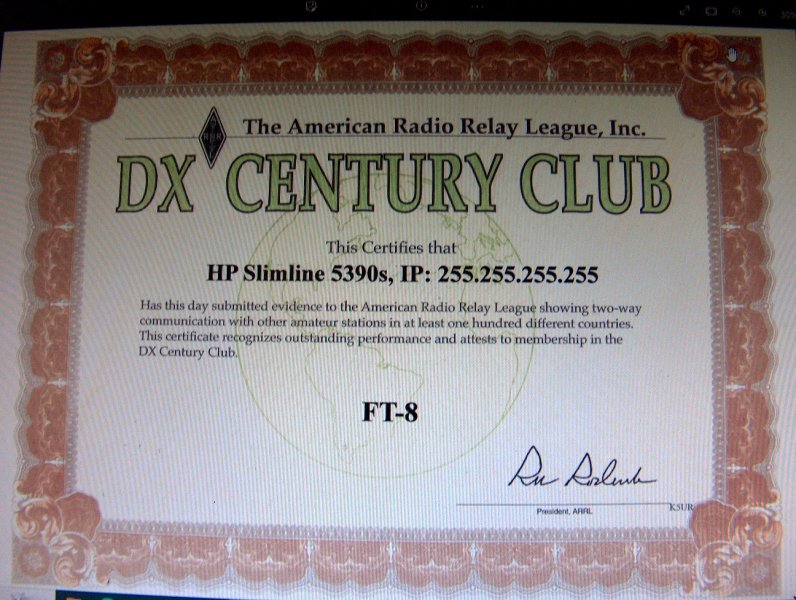 The American Radio Relay League, Inc.
DX CENTURY CLUB
This Certifies that
HP Slimline 5390s, IP: 255.255.255.255
Has this day submitted evidence to the American Radio Relay League showing two-way
communication with other amateur stations in at least one hundred different countries.
This certificate recognizes outstanding performance and attests to membership in the
DX Century Club.
FT-8
President, ARRL
K5UR